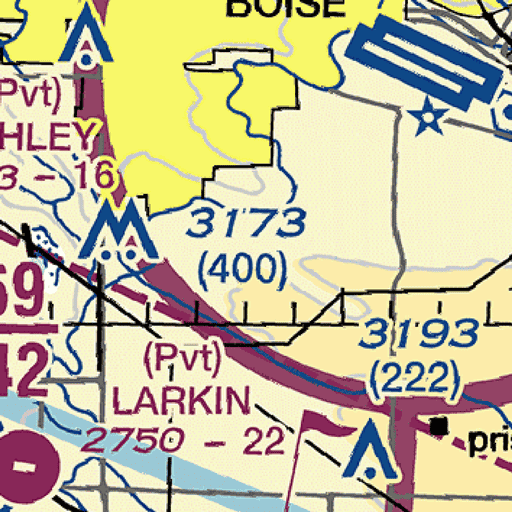 BOISE
Pvt)
HLEY
3 - 16
3173
(400)
69
42
3193
(222)
(Pvt)
LARKIN
2750 - 22
pris